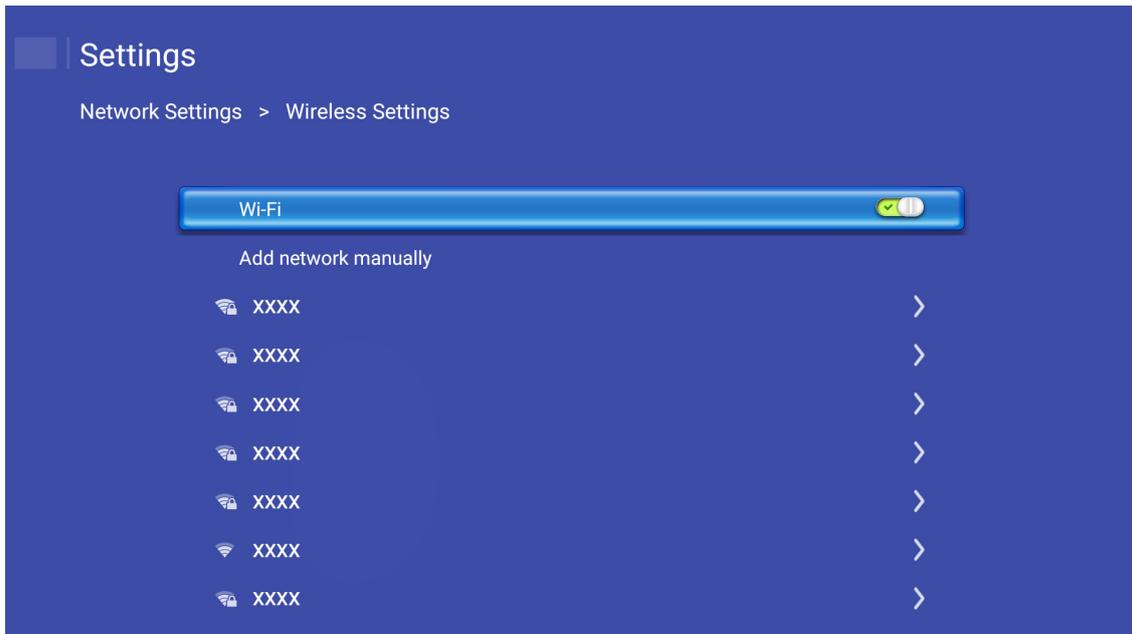 Settings
Network Settings > Wireless Settings
Wi-Fi
Add network manually
XXXX
XXXX
XXXX
XXXX
XXXX
XXXX
XXXX